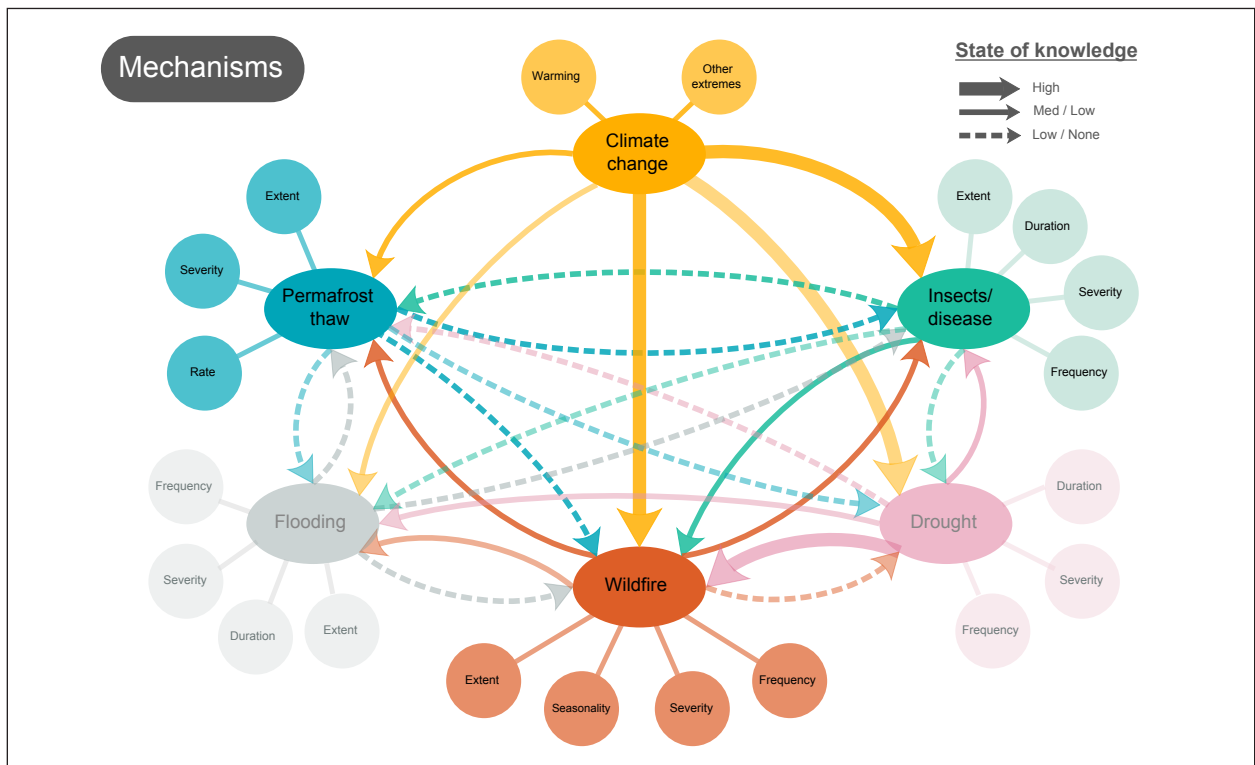 Mechanisms
State of knowledge
High
Med / Low
Low / None
Warming
Other
extremes
Climate
change
Extent
Severity
Rate
Permafrost
thaw
Extent
Duration
Severity
Frequency
Insects/
disease
Frequency
Severity
Duration
Extent
Flooding
Drought
Duration
Severity
Frequency
Wildfire
Extent
Seasonality
Severity
Frequency